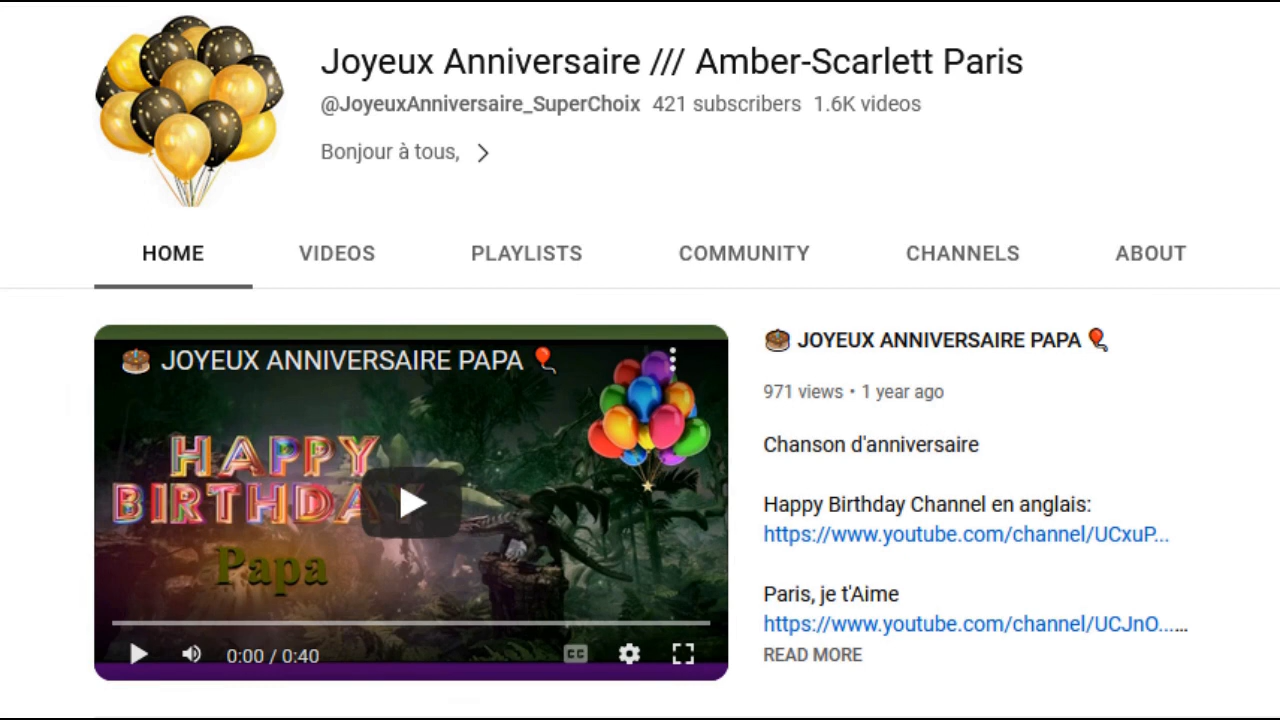 Joyeux Anniversaire /// Amber-Scarlett Paris
@JoyeuxAnniversaire_SuperChoix 421 subscribers 1.6K videos
Bonjour à tous,
HOME VIDEOS PLAYLISTS COMMUNITY CHANNELS ABOUT
JOYEUX ANNIVERSAIRE PAPA
HAPPY
BIRTHDAY
Papa
0:00 / 0:40
CC
JOYEUX ANNIVERSAIRE PAPA
971 views • 1 year ago
Chanson d'anniversaire
Happy Birthday Channel en anglais:
https://www.youtube.com/channel/UCxuP...
Paris, je t'Aime
https://www.youtube.com/channel/UCJnO......
READ MORE